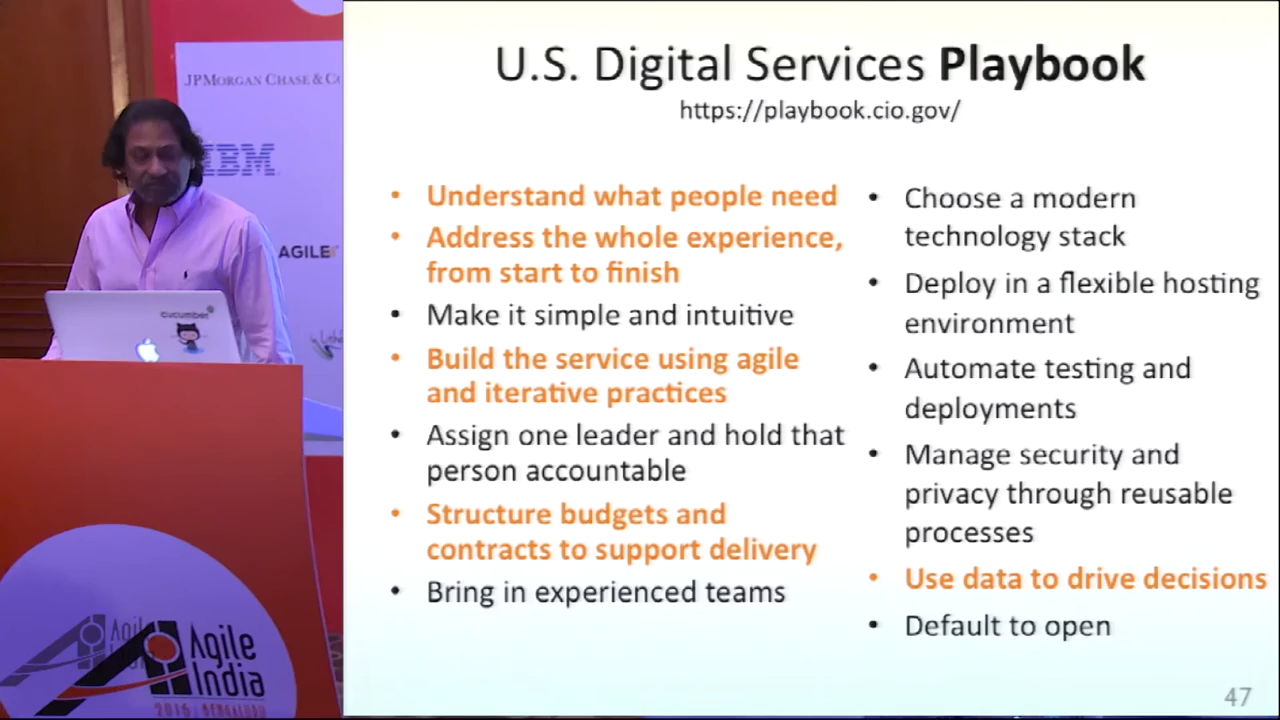 U.S. Digital Services Playbook
https://playbook.cio.gov/
• Understand what people need
• Address the whole experience,
from start to finish
• Make it simple and intuitive
• Build the service using agile
and iterative practices
• Assign one leader and hold that
person accountable
• Structure budgets and
contracts to support delivery
• Bring in experienced teams
• Choose a modern
technology stack
• Deploy in a flexible hosting
environment
• Automate testing and
deployments
• Manage security and
privacy through reusable
processes
• Use data to drive decisions
• Default to open
47
JPMORGAN CHASE & C
IBM
AGILE
cucumber
Agile
India
Agile
India
BENGALURU